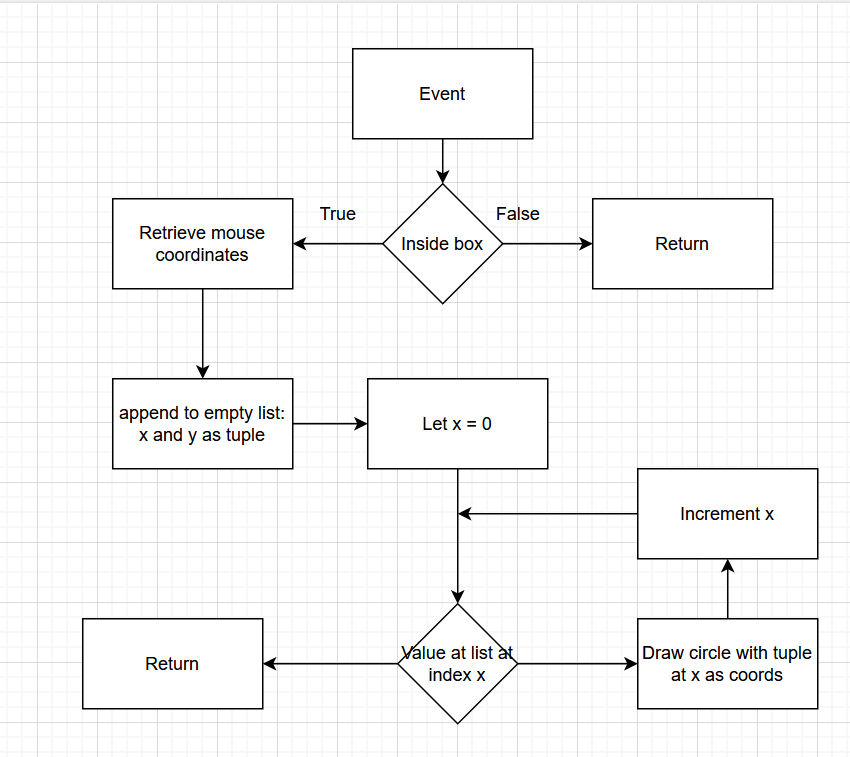 Event
True
False
Retrieve mouse
coordinates
Inside box
Return
append to empty list:
x and y as tuple
Let x = 0
Increment x
Return
Value at list at
index x
Draw circle with tuple
at x as coords